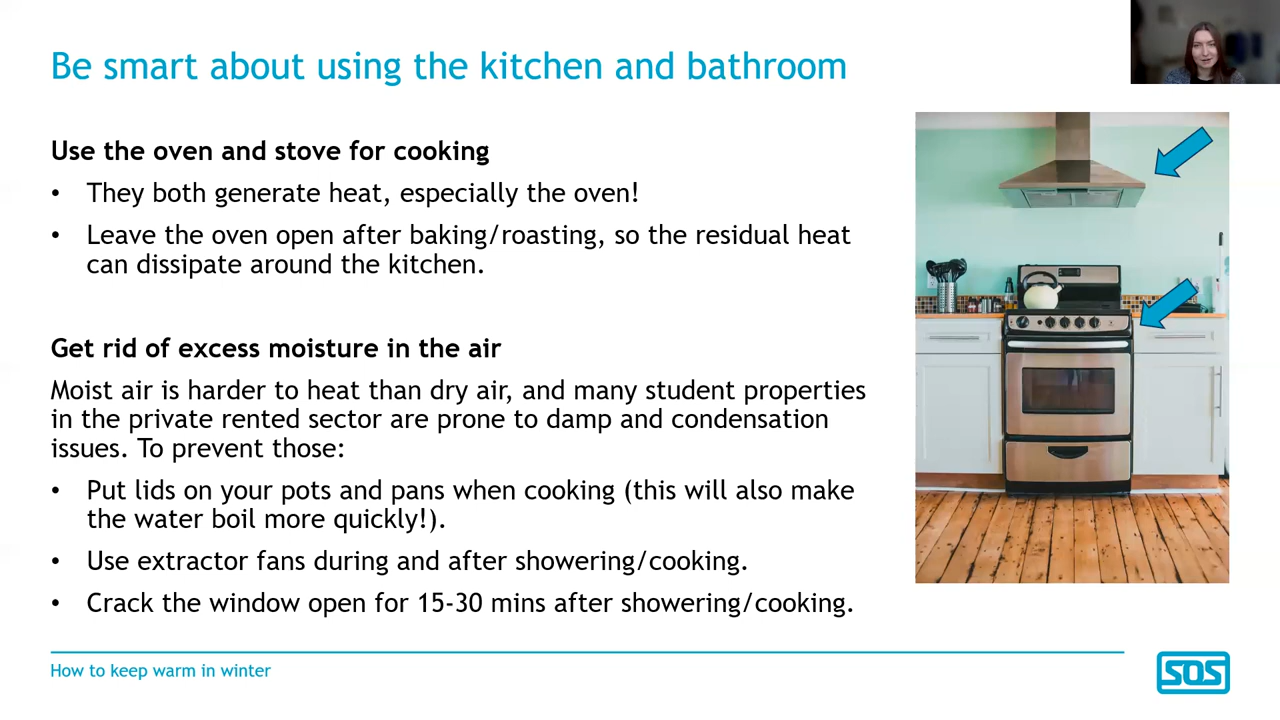 Be smart about using the kitchen and bathroom
Use the oven and stove for cooking
• They both generate heat, especially the oven!
• Leave the oven open after baking/roasting, so the residual heat
can dissipate around the kitchen.
Get rid of excess moisture in the air
Moist air is harder to heat than dry air, and many student properties
in the private rented sector are prone to damp and condensation
issues. To prevent those:
• Put lids on your pots and pans when cooking (this will also make
the water boil more quickly!).
• Use extractor fans during and after showering/cooking.
• Crack the window open for 15-30 mins after showering/cooking.
How to keep warm in winter
SOS